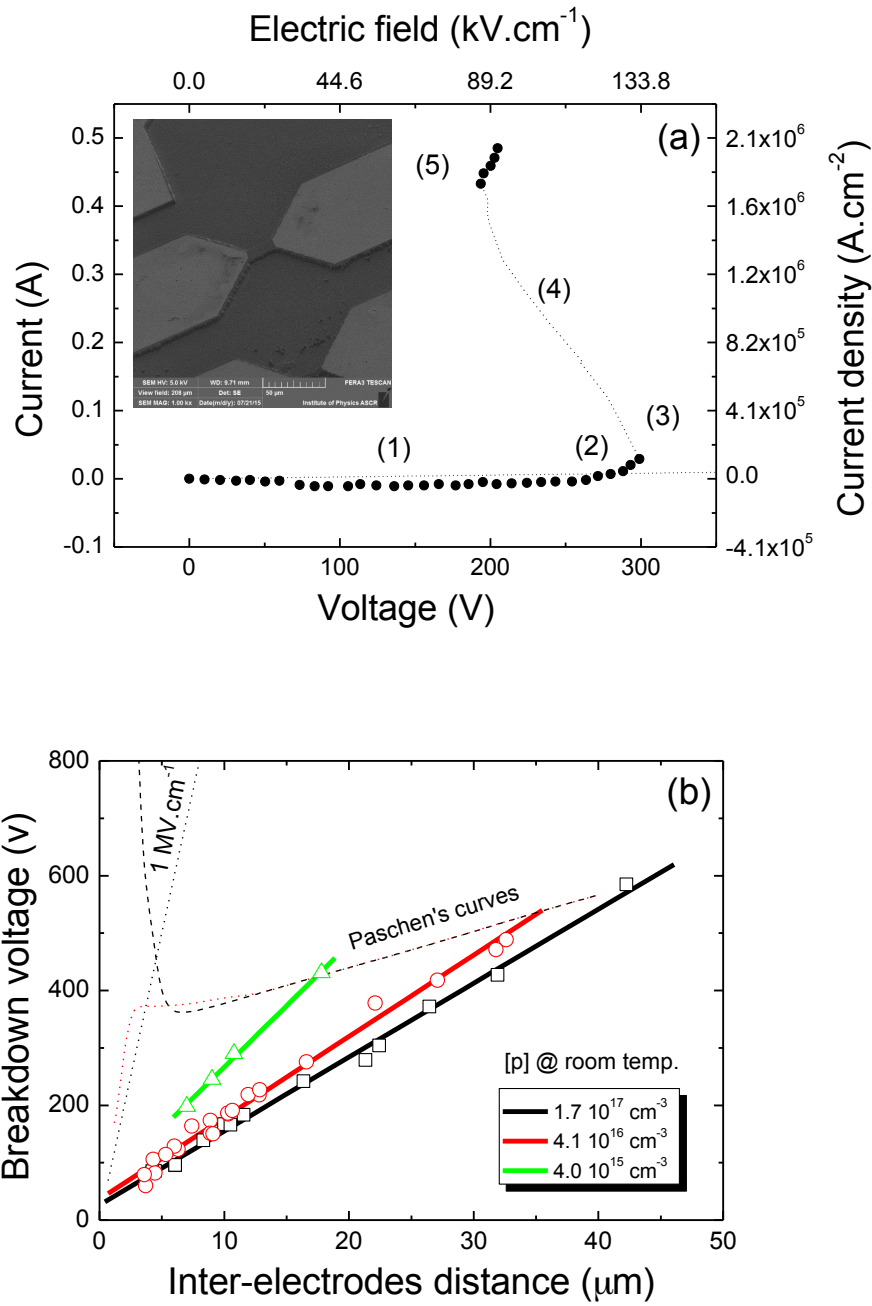 Electric field (kV.cm⁻¹)
0.0 44.6 89.2 133.8
(a)
0.5
0.4
0.3
0.2
0.1
0.0
-0.1
Current (A)
2.1x10⁶
1.6x10⁶
1.2x10⁶
8.2x10⁵
4.1x10⁵
0.0
-4.1x10⁵
Current density (A.cm⁻²)
(5)
(4)
(3)
(2)
(1)
SEM HV: 5.0 kV WD: 9.71 mm FERA3 TESCAN
View field: 208 µm Det: SE 50 µm
SEM MAG: 1.00 kx Date(m/d/y): 07/21/15 Institute of Physics ASCR
0 100 200 300
Voltage (V)
(b)
800
600
400
200
0
Breakdown voltage (v)
1 MV.cm⁻¹
Paschen's curves
[p] @ room temp.
1.7 10¹⁷ cm⁻³
4.1 10¹⁶ cm⁻³
4.0 10¹⁵ cm⁻³
0 10 20 30 40 50
Inter-electrodes distance (µm)